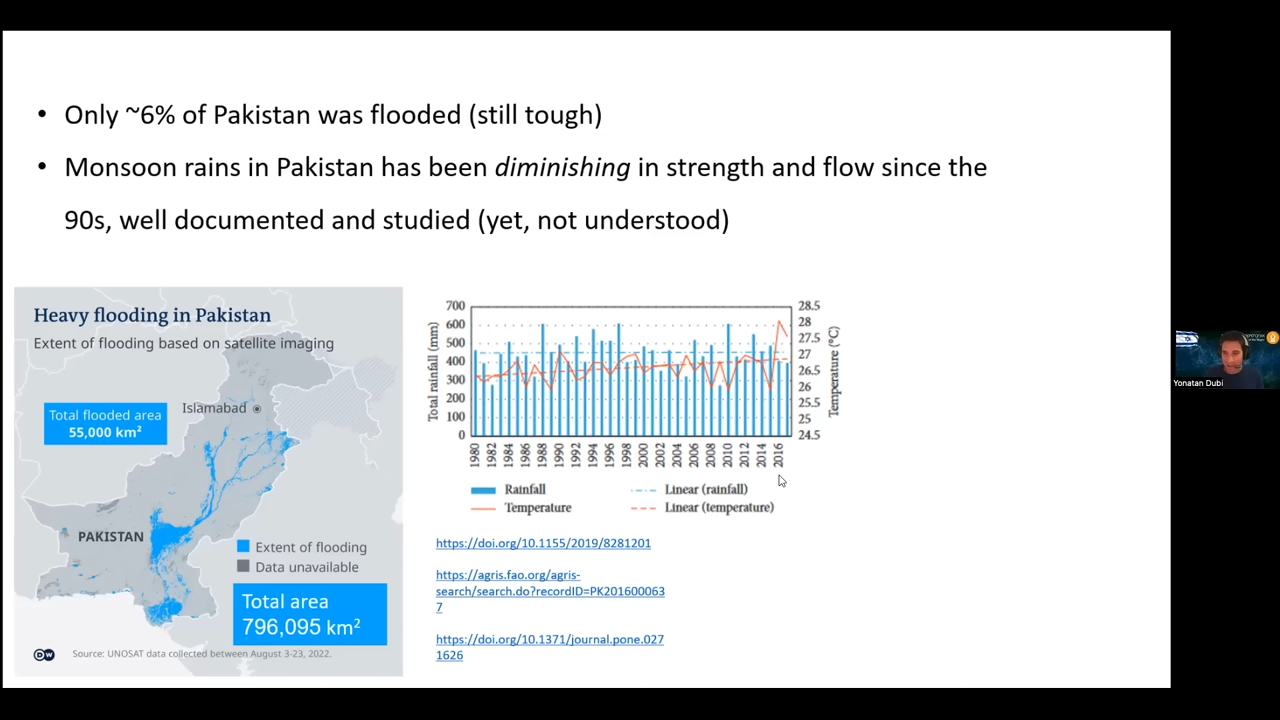 • Only ~6% of Pakistan was flooded (still tough)
• Monsoon rains in Pakistan has been diminishing in strength and flow since the
90s, well documented and studied (yet, not understood)
Heavy flooding in Pakistan
Extent of flooding based on satellite imaging
Total flooded area
55,000 km²
Islamabad
PAKISTAN
Extent of flooding
Data unavailable
Total area
796,095 km²
DW
Source: UNOSAT data collected between August 3-23, 2022.
Total rainfall (mm)
700
600
500
400
300
200
100
0
28.5
28
27.5
27
26.5
26
25.5
25
24.5
Temperature (°C)
1980
1982
1984
1986
1988
1990
1992
1994
1996
1998
2000
2002
2004
2006
2008
2010
2012
2014
2016
Rainfall
Linear (rainfall)
Temperature
Linear (temperature)
https://doi.org/10.1155/2019/8281201
https://agris.fao.org/agris-
search/search.do?recordID=PK201600063
7
https://doi.org/10.1371/journal.pone.027
1626
Yonatan Dubi